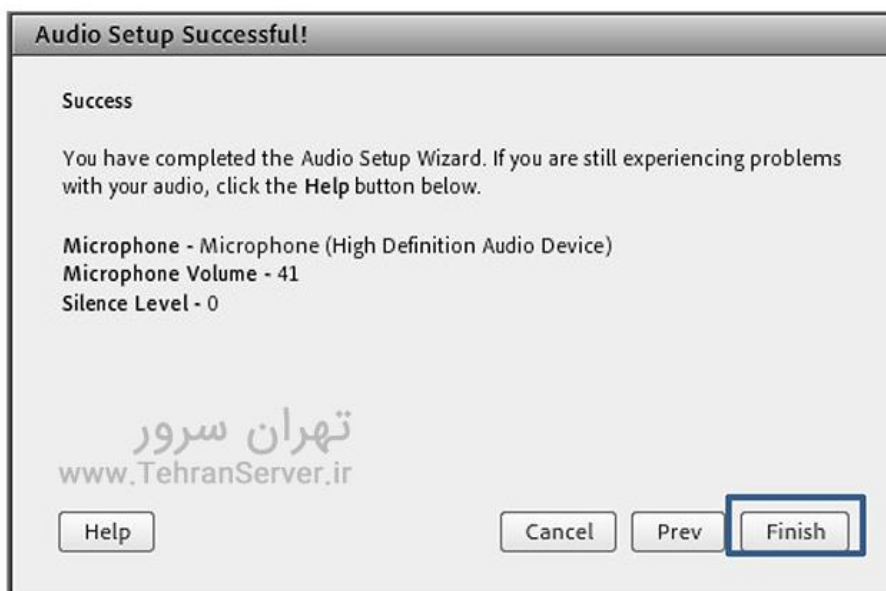 Audio Setup Successful!
Success
You have completed the Audio Setup Wizard. If you are still experiencing problems
with your audio, click the Help button below.
Microphone - Microphone (High Definition Audio Device)
Microphone Volume - 41
Silence Level - 0
تهران سرور
www.TehranServer.ir
Help
Cancel
Prev
Finish